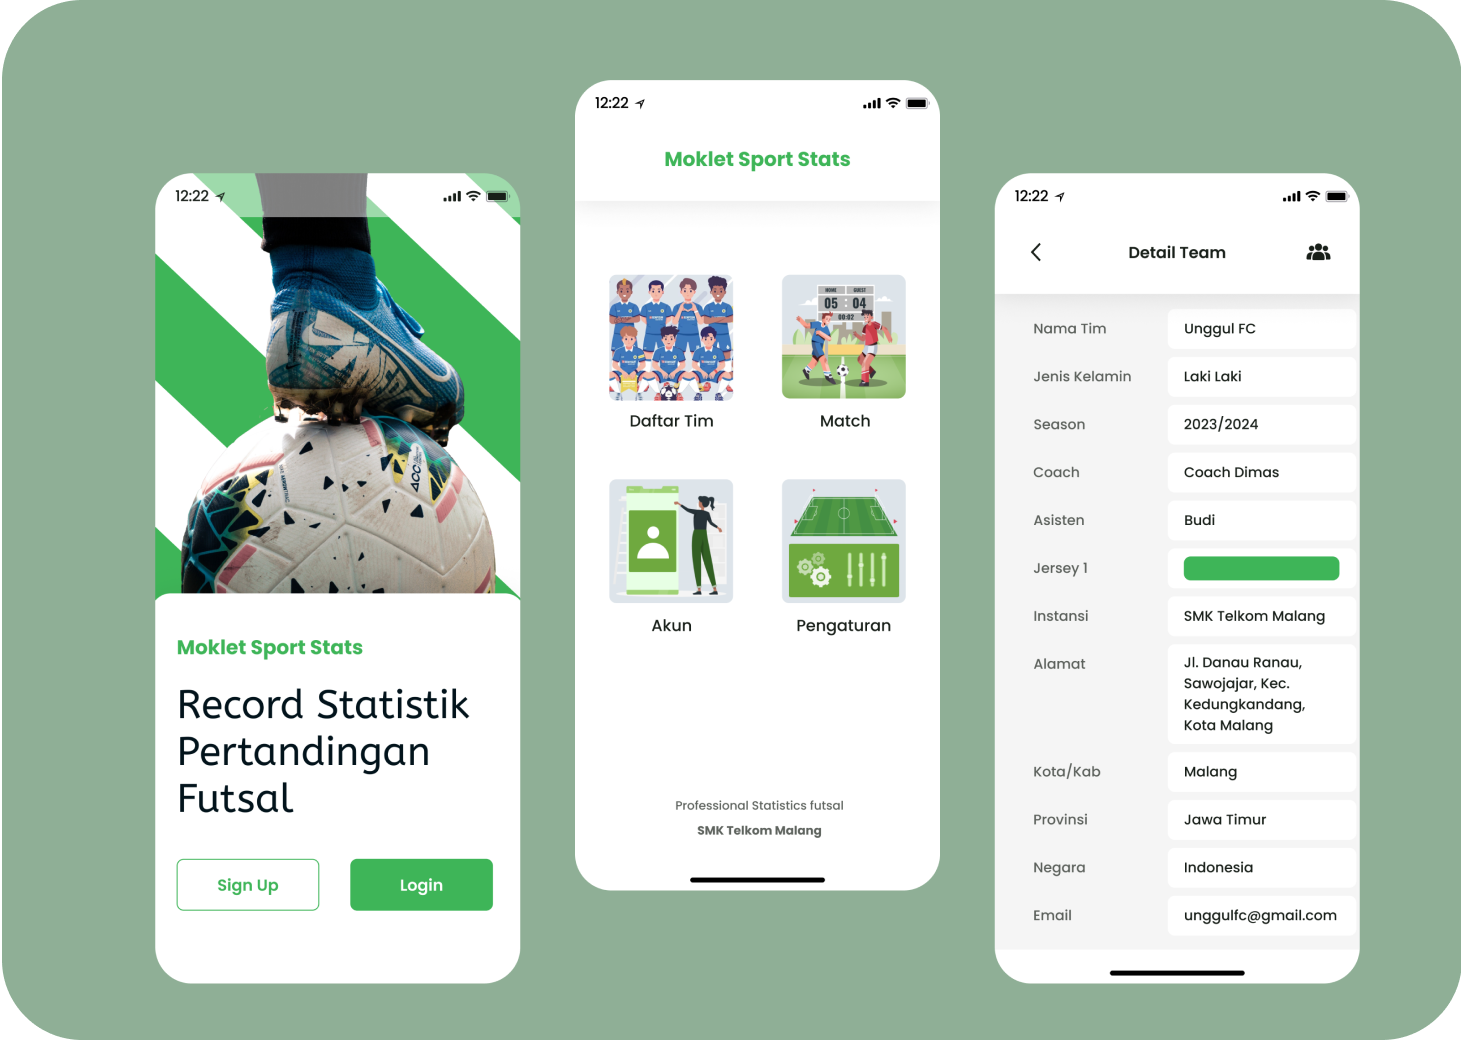 12:22
Moklet Sport Stats
Record Statistik
Pertandingan
Futsal
Sign Up
Login
12:22
Moklet Sport Stats
HOME GUEST
05 : 04
00:02
Daftar Tim
Match
Akun
Pengaturan
Professional Statistics futsal
SMK Telkom Malang
12:22
Detail Team
Nama Tim
Unggul FC
Jenis Kelamin
Laki Laki
Season
2023/2024
Coach
Coach Dimas
Asisten
Budi
Jersey 1
Instansi
SMK Telkom Malang
Alamat
Jl. Danau Ranau,
Sawojajar, Kec.
Kedungkandang,
Kota Malang
Kota/Kab
Malang
Provinsi
Jawa Timur
Negara
Indonesia
Email
unggulfc@gmail.com